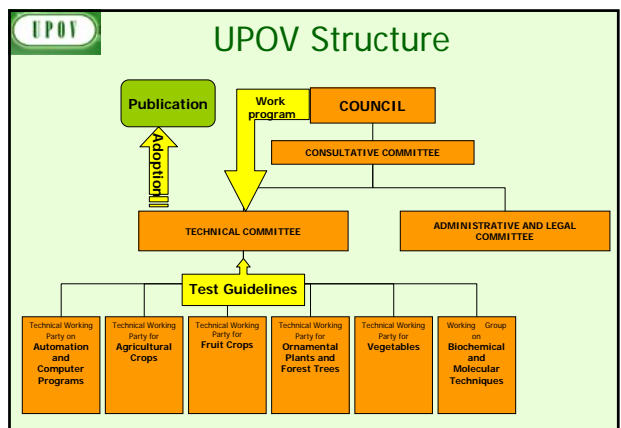 UPOV
UPOV Structure
Publication
Work
program
COUNCIL
Adoption
CONSULTATIVE COMMITTEE
TECHNICAL COMMITTEE
ADMINISTRATIVE AND LEGAL
COMMITTEE
Test Guidelines
Technical Working
Party on
Automation
and
Computer
Programs
Technical Working
Party for
Agricultural
Crops
Technical Working
Party for
Fruit Crops
Technical Working
Party for
Ornamental
Plants and
Forest Trees
Technical Working
Party for
Vegetables
Working Group
on
Biochemical
and
Molecular
Techniques